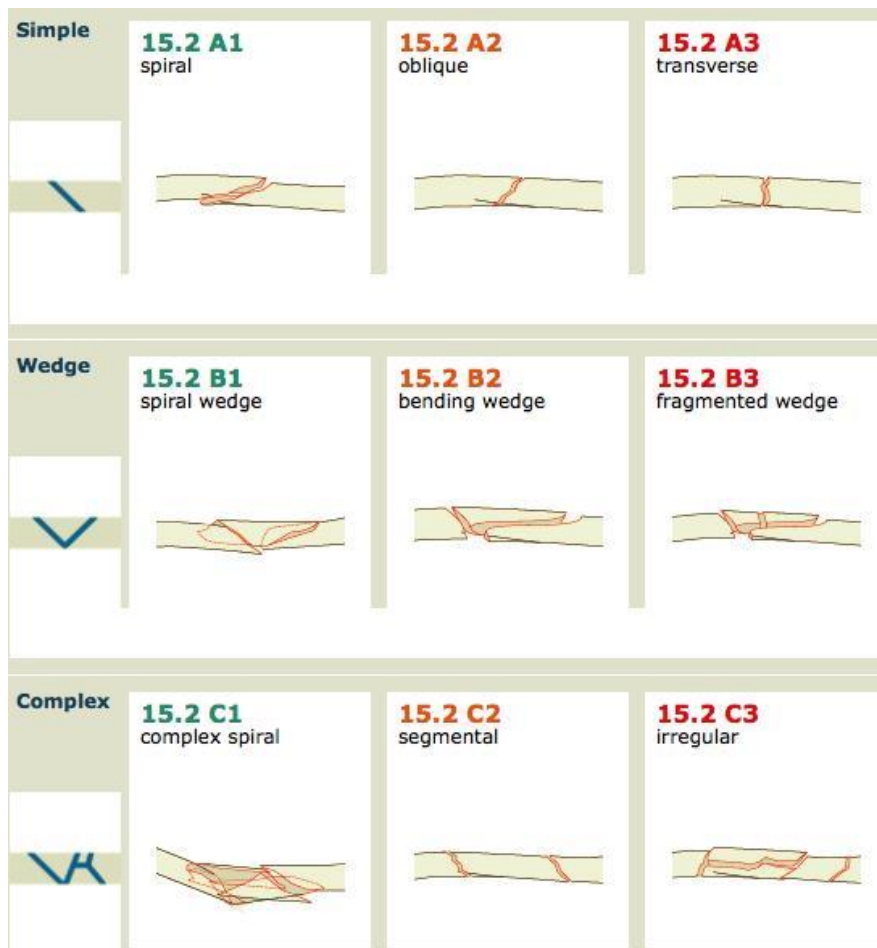 Simple
15.2 A1
spiral
15.2 A2
oblique
15.2 A3
transverse
Wedge
15.2 B1
spiral wedge
15.2 B2
bending wedge
15.2 B3
fragmented wedge
Complex
15.2 C1
complex spiral
15.2 C2
segmental
15.2 C3
irregular